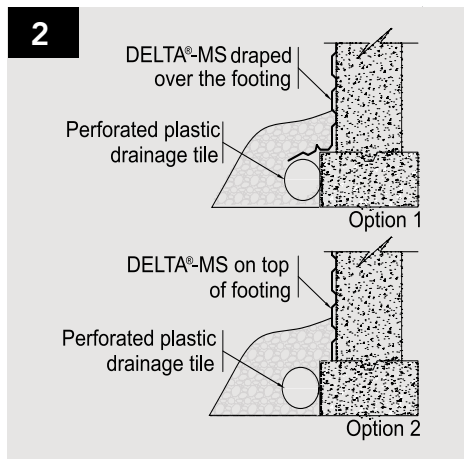 2
DELTA®-MS draped
over the footing
Perforated plastic
drainage tile
Option 1
DELTA®-MS on top
of footing
Perforated plastic
drainage tile
Option 2